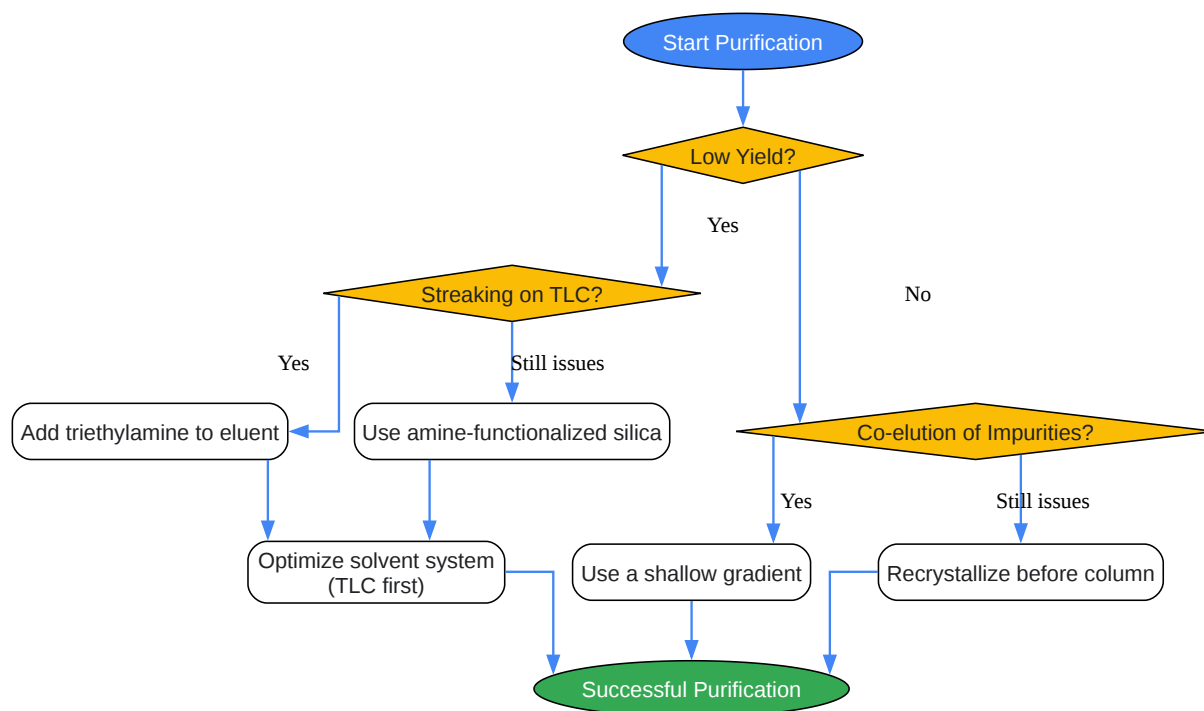 Start Purification
Low Yield?
Yes
No
Streaking on TLC?
Yes
Still issues
Add triethylamine to eluent
Use amine-functionalized silica
Co-elution of Impurities?
Yes
Still issues
Optimize solvent system
(TLC first)
Use a shallow gradient
Recrystallize before column
Successful Purification